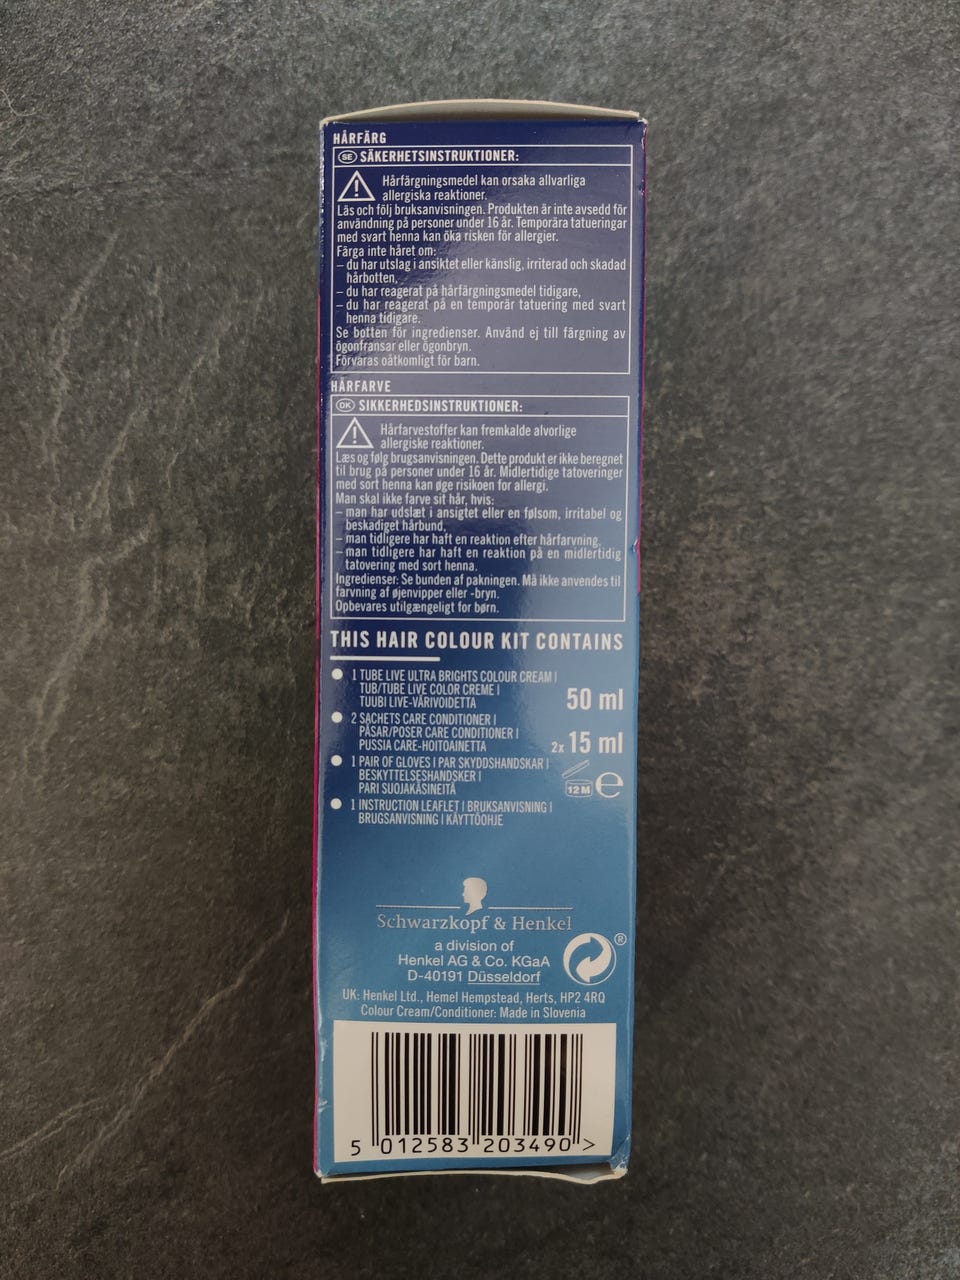 HÅRFÄRG
SE SÄKERHETSINSTRUKTIONER:
Hårfärgningsmedel kan orsaka allvarliga
allergiska reaktioner.
Läs och följ bruksanvisningen. Produkten är inte avsedd för
användning på personer under 16 år. Temporära tatueringar
med svart henna kan öka risken för allergier.
Färga inte håret om:
– du har utslag i ansiktet eller känslig, irriterad och skadad
hårbotten,
– du har reagerat på hårfärgningsmedel tidigare,
– du har reagerat på en temporär tatuering med svart
henna tidigare.
Se botten för ingredienser. Använd ej till färgning av
ögonfransar eller ögonbryn.
Förvaras oåtkomligt för barn.
HÅRFARVE
DK SIKKERHEDSINSTRUKTIONER:
Hårfarvestoffer kan fremkalde alvorlige
allergiske reaktioner.
Læs og følg brugsanvisningen. Dette produkt er ikke beregnet
til brug på personer under 16 år. Midlertidige tatoveringer
med sort henna kan øge risikoen for allergi.
Man skal ikke farve sit hår, hvis:
– man har udslæt i ansigtet eller en følsom, irritabel og
beskadiget hårbund,
– man tidligere har haft en reaktion efter hårfarvning,
– man tidligere har haft en reaktion på en midlertidig
tatovering med sort henna.
Ingredienser: Se bunden af pakningen. Må ikke anvendes til
farvning af øjenvipper eller -bryn.
Opbevares utilgængeligt for børn.
THIS HAIR COLOUR KIT CONTAINS
1 TUBE LIVE ULTRA BRIGHTS COLOUR CREAM |
TUB/TUBE LIVE COLOR CREME |
TUUBI LIVE-VÄRIVOIDETTA
50 ml
2 SACHETS CARE CONDITIONER |
PÅSAR/POSER CARE CONDITIONER |
PUSSIA CARE-HOITOAINETTA
2x 15 ml
1 PAIR OF GLOVES | PAR SKYDDSHANDSKAR |
BESKYTTELSESHANDSKER |
PARI SUOJAKÄSINEITÄ
12 M e
1 INSTRUCTION LEAFLET | BRUKSANVISNING |
BRUGSANVISNING | KÄYTTÖOHJE
Schwarzkopf & Henkel
a division of
Henkel AG & Co. KGaA
D-40191 Düsseldorf
®
UK: Henkel Ltd., Hemel Hempstead, Herts, HP2 4RQ
Colour Cream/Conditioner: Made in Slovenia
5 012583 203490 >